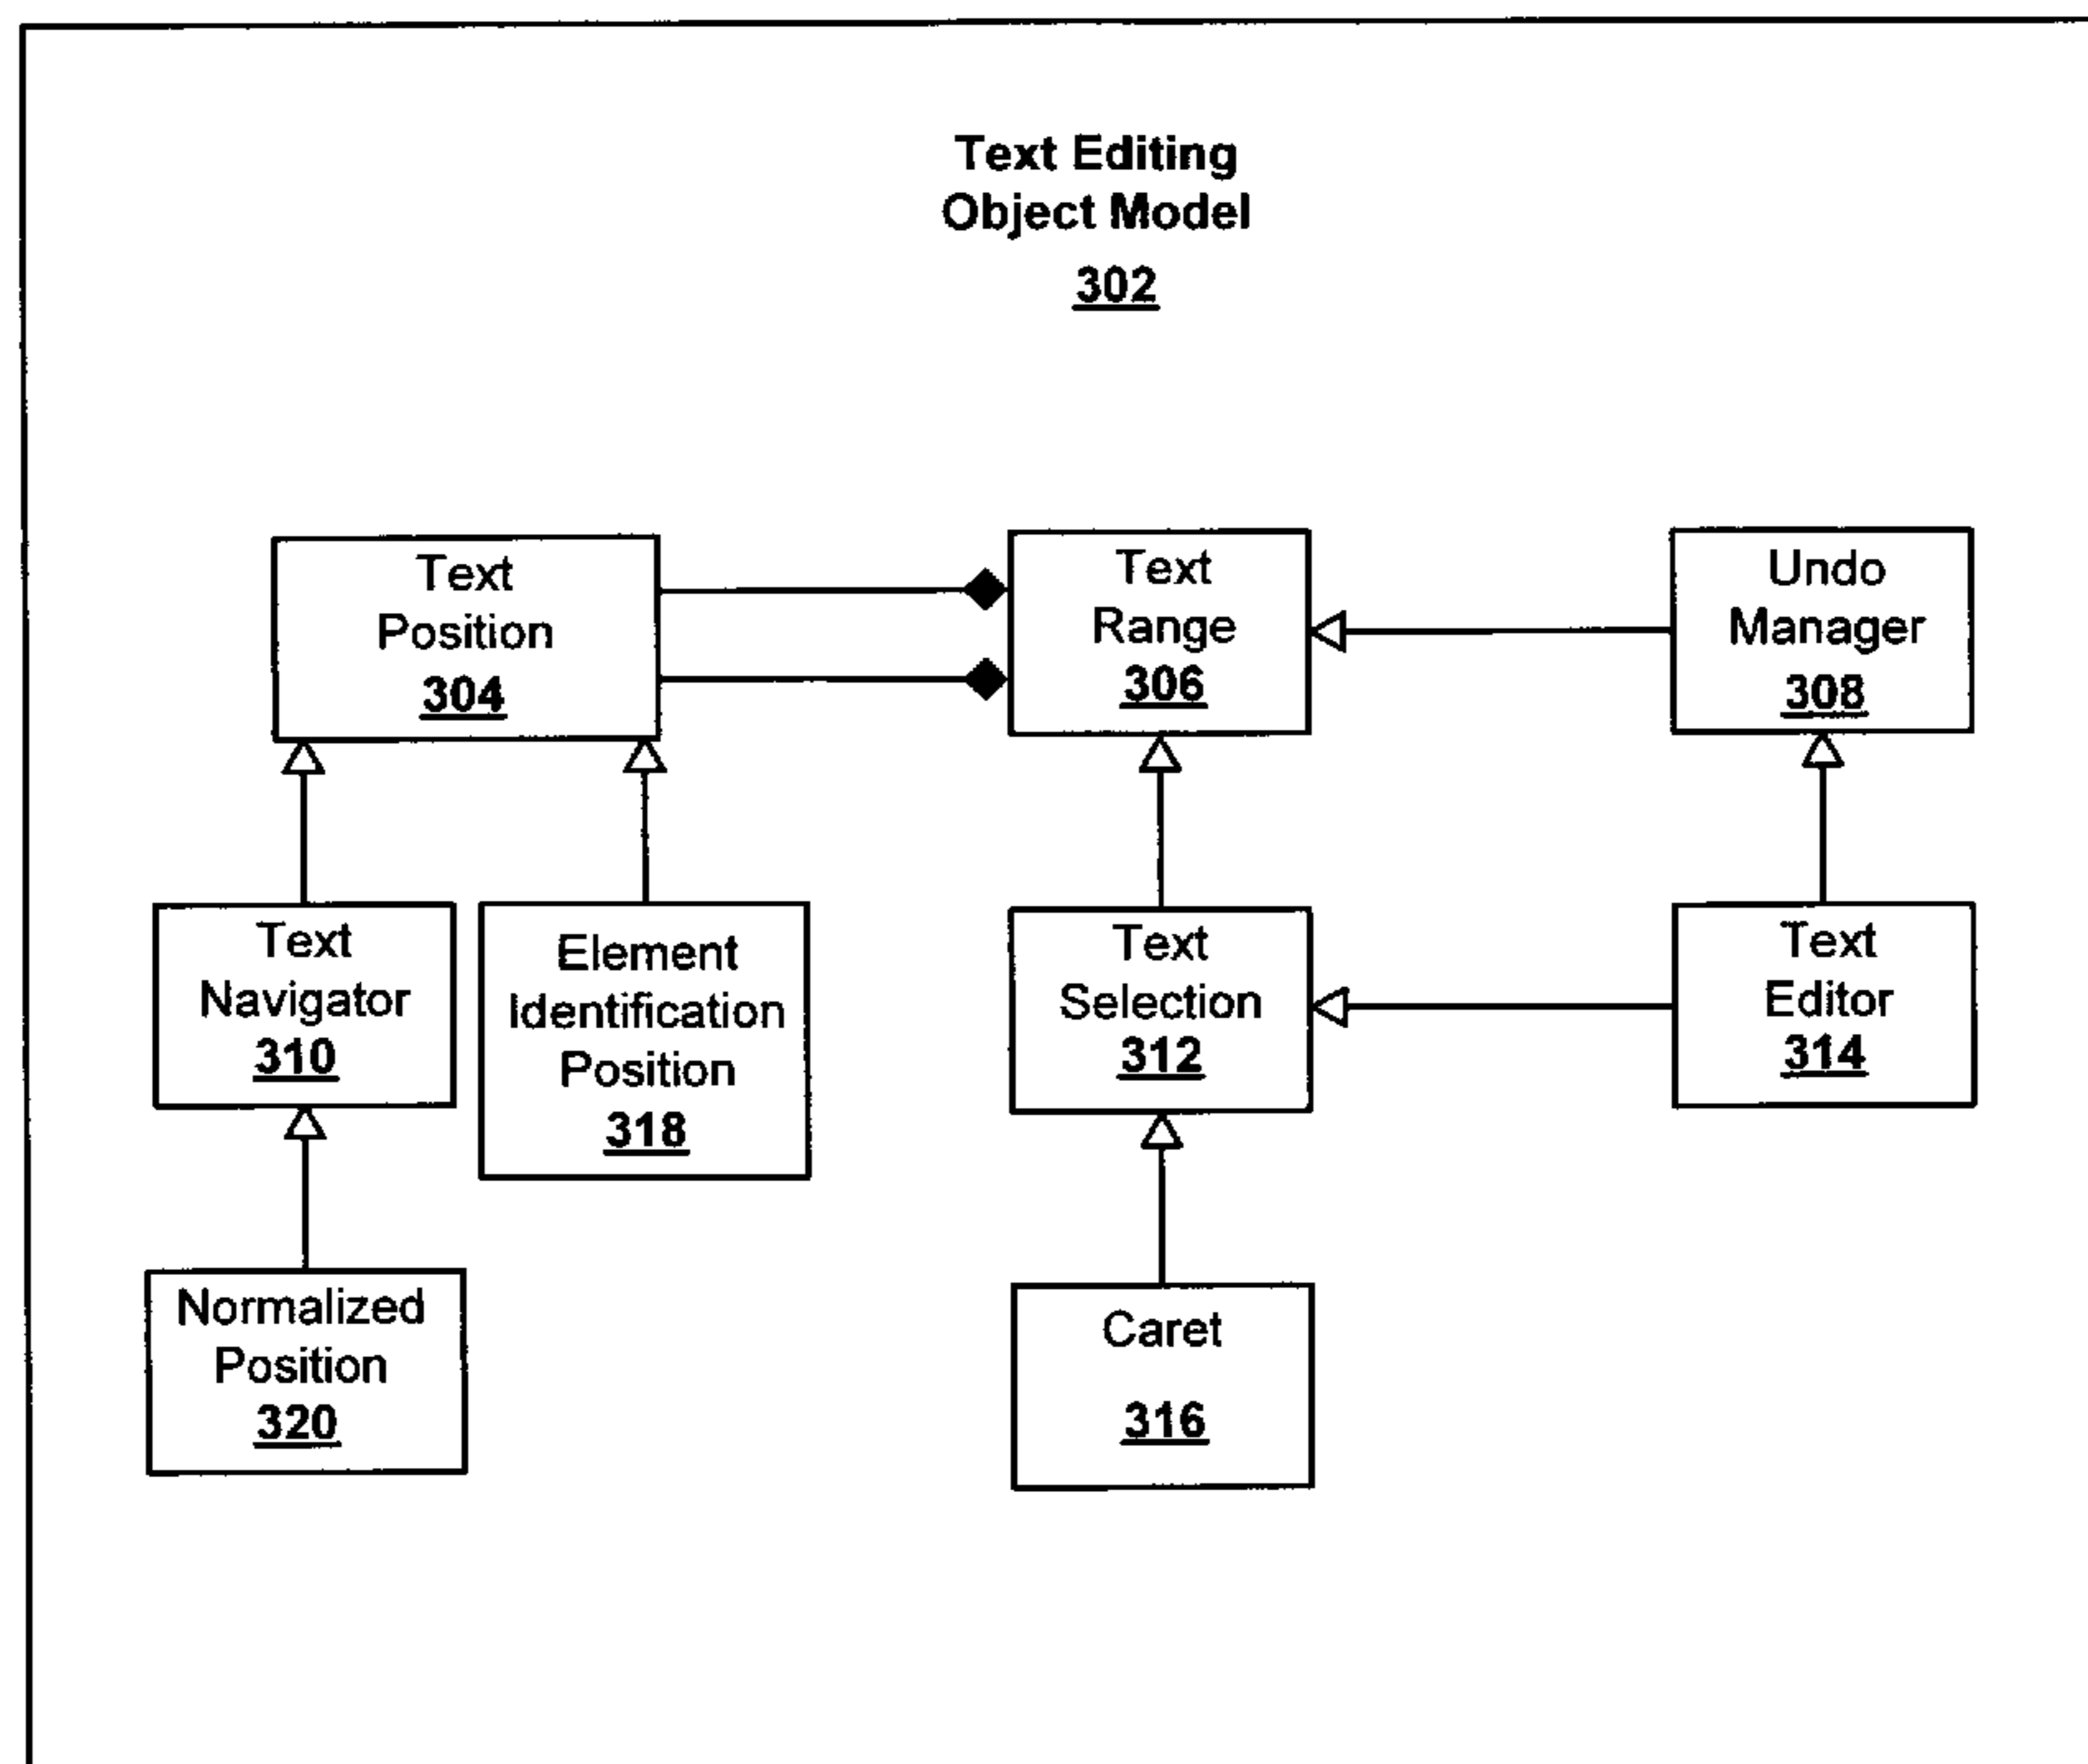 Text Editing
Object Model
302
Text
Position
304
Text
Range
306
Undo
Manager
308
Text
Navigator
310
Element
Identification
Position
318
Text
Selection
312
Text
Editor
314
Normalized
Position
320
Caret
316